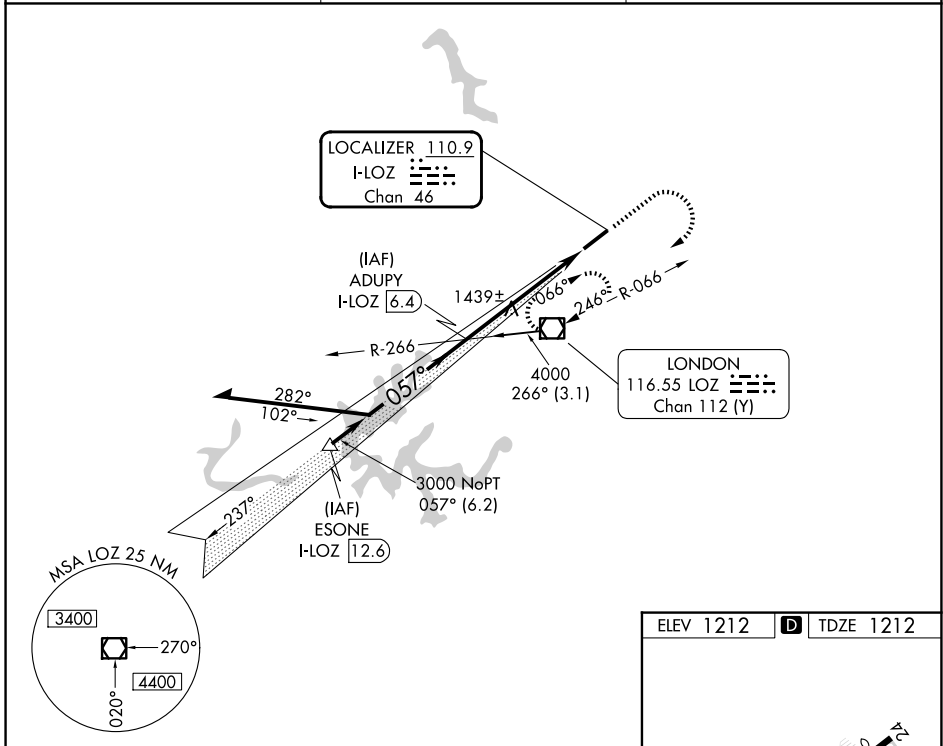 LOCALIZER 110.9
I-LOZ
Chan 46
(IAF)
ADUPY
I-LOZ 6.4
1439±
066°
246°
R-066
R-266
4000
266° (3.1)
LONDON
116.55 LOZ
Chan 112 (Y)
282°
102°
057°
3000 NoPT
057° (6.2)
(IAF)
ESONE
I-LOZ 12.6
237°
MSA LOZ 25 NM
3400
270°
4400
020°
ELEV 1212 D TDZE 1212
24